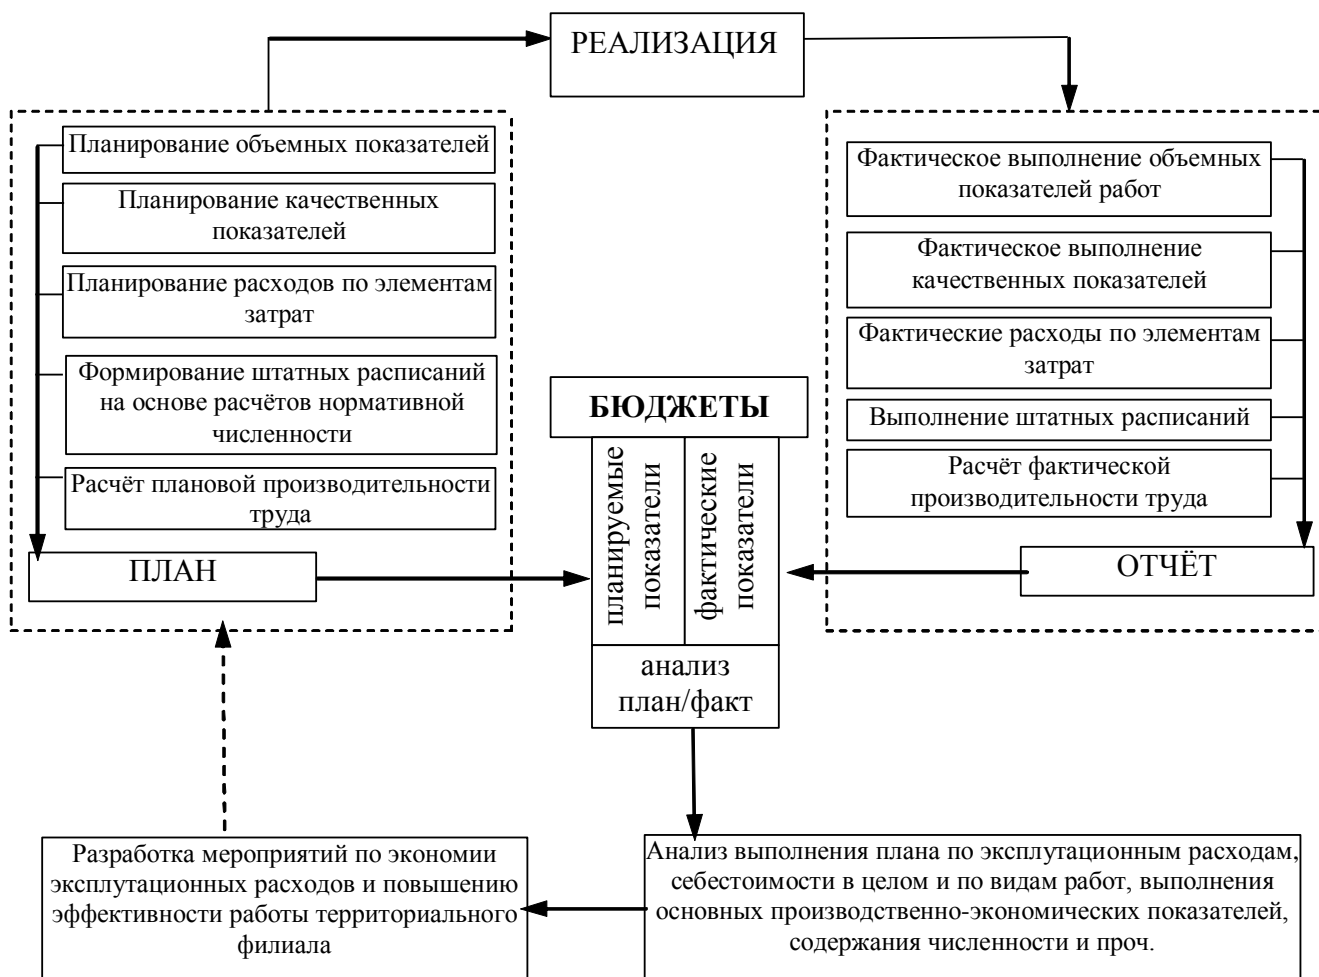 РЕАЛИЗАЦИЯ
Планирование объемных показателей
Планирование качественных
показателей
Планирование расходов по элементам
затрат
Формирование штатных расписаний
на основе расчётов нормативной
численности
Расчёт плановой производительности
труда
ПЛАН
Фактическое выполнение объемных
показателей работ
Фактическое выполнение
качественных показателей
Фактические расходы по элементам
затрат
Выполнение штатных расписаний
Расчёт фактической
производительности труда
ОТЧЁТ
БЮДЖЕТЫ
планируемые
показатели
фактические
показатели
анализ
план/факт
Разработка мероприятий по экономии
эксплутационных расходов и повышению
эффективности работы территориального
филиала
Анализ выполнения плана по эксплутационным расходам,
себестоимости в целом и по видам работ, выполнения
основных производственно-экономических показателей,
содержания численности и проч.